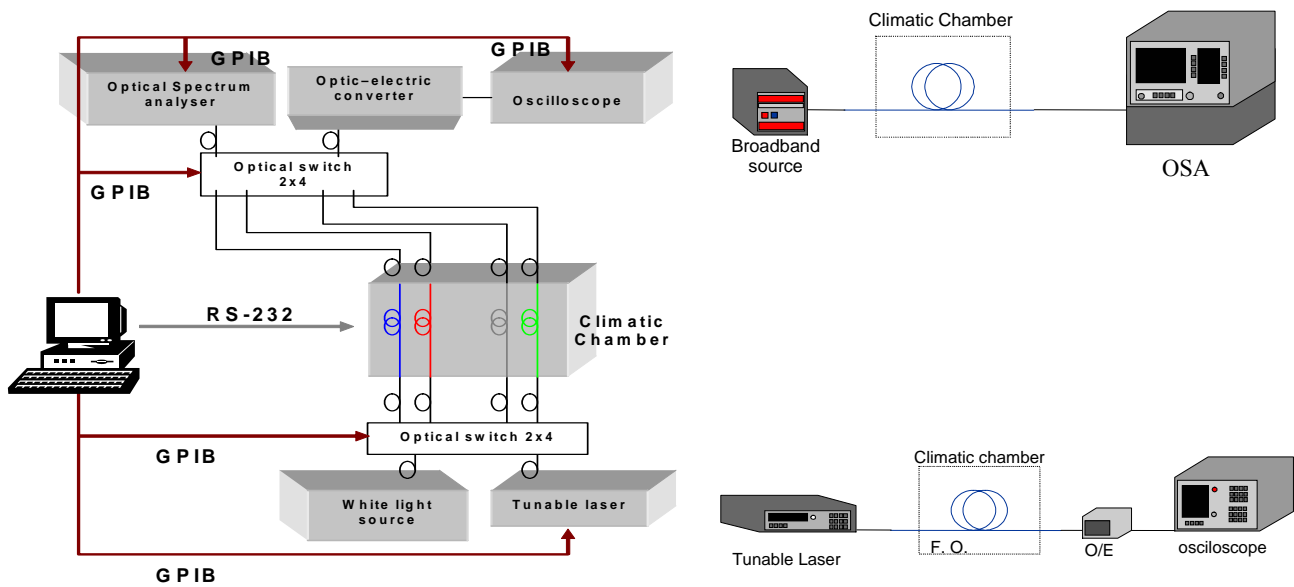 GPIB
GPIB
Optical Spectrum
analyser
Optic–electric
converter
Oscilloscope
Optical switch
2x4
GPIB
RS-232
Climatic
Chamber
Optical switch 2x4
GPIB
White light
source
Tunable laser
GPIB
Climatic Chamber
Broadband
source
OSA
Climatic chamber
Tunable Laser
F. O.
O/E
osciloscope